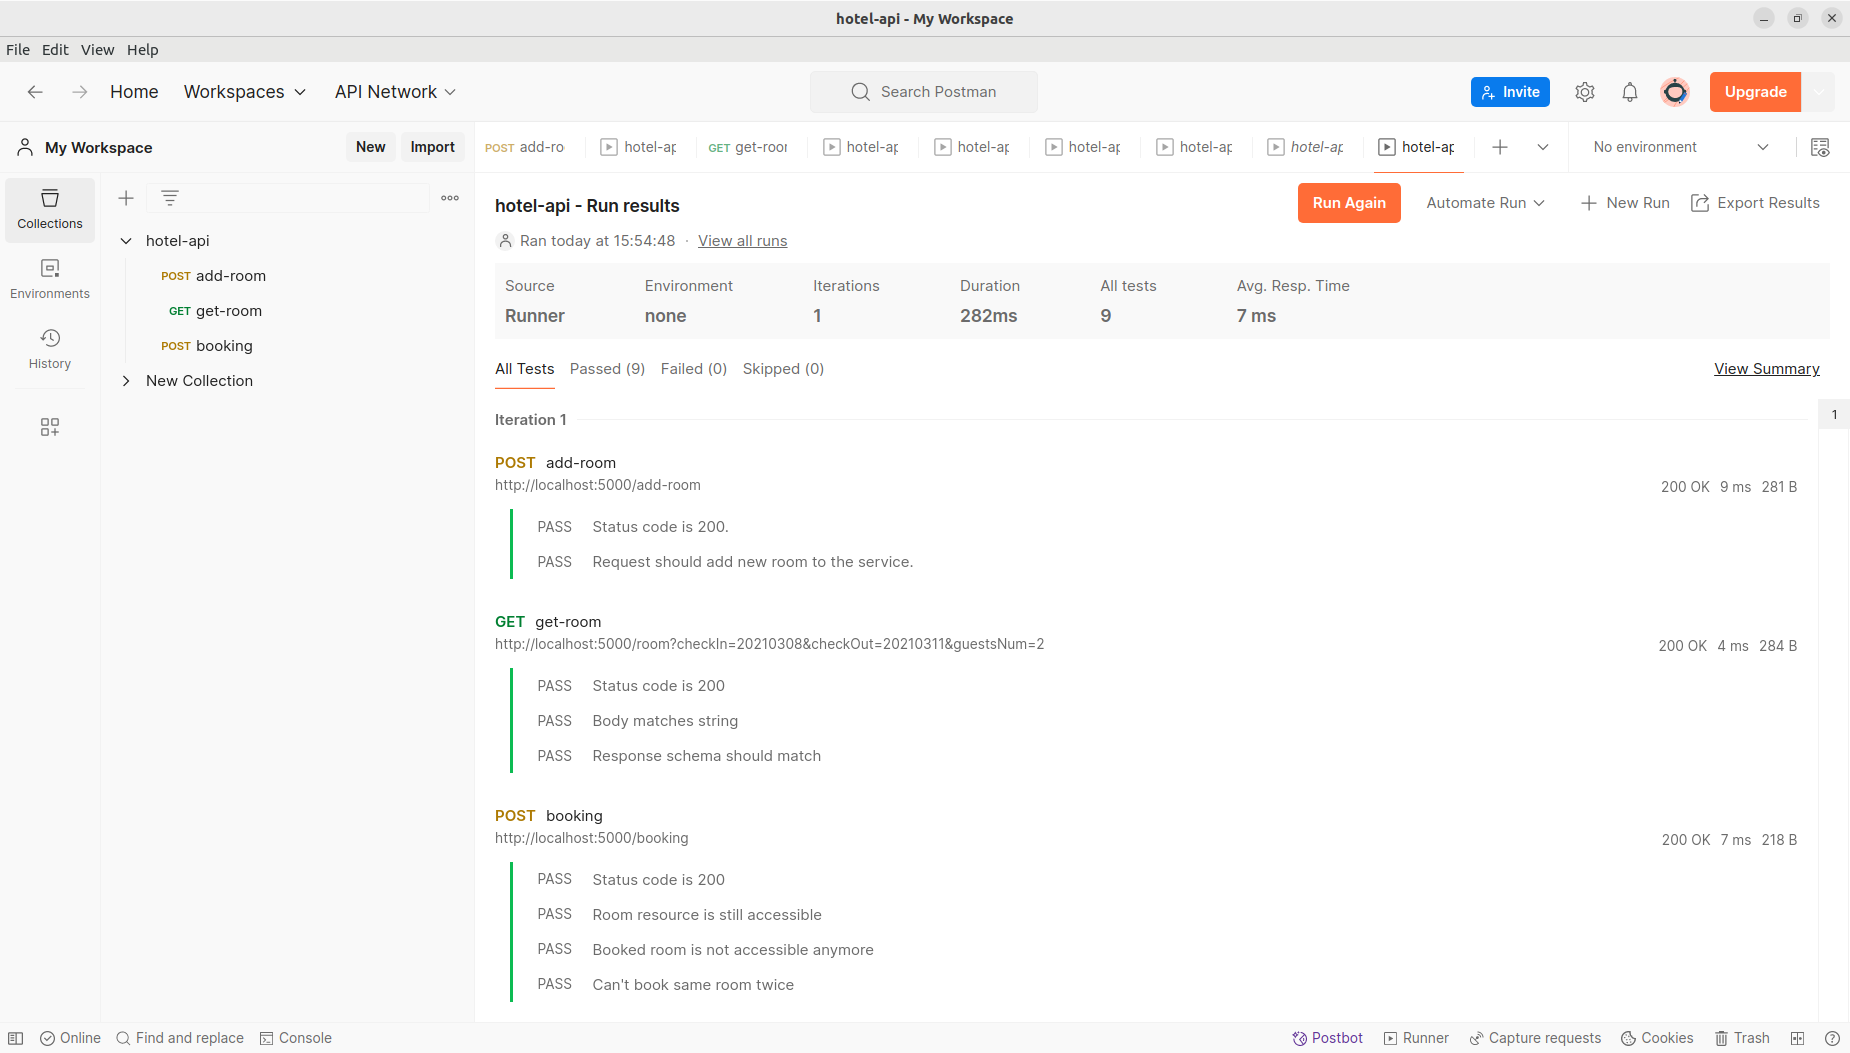 hotel-api - My Workspace
File Edit View Help
Home Workspaces API Network Search Postman Invite Upgrade
My Workspace New Import POST add-ro hotel-ap GET get-roor hotel-ap hotel-ap hotel-ap hotel-ap hotel-ap hotel-ap No environment
Collections
Environments
History
hotel-api
POST add-room
GET get-room
POST booking
New Collection
hotel-api - Run results
Run Again Automate Run New Run Export Results
Ran today at 15:54:48 · View all runs
Source Environment Iterations Duration All tests Avg. Resp. Time
Runner none 1 282ms 9 7 ms
All Tests Passed (9) Failed (0) Skipped (0) View Summary
Iteration 1
1
POST add-room
http://localhost:5000/add-room
200 OK 9 ms 281 B
PASS Status code is 200.
PASS Request should add new room to the service.
GET get-room
http://localhost:5000/room?checkIn=20210308&checkOut=20210311&guestsNum=2
200 OK 4 ms 284 B
PASS Status code is 200
PASS Body matches string
PASS Response schema should match
POST booking
http://localhost:5000/booking
200 OK 7 ms 218 B
PASS Status code is 200
PASS Room resource is still accessible
PASS Booked room is not accessible anymore
PASS Can't book same room twice
Online Find and replace Console Postbot Runner Capture requests Cookies Trash